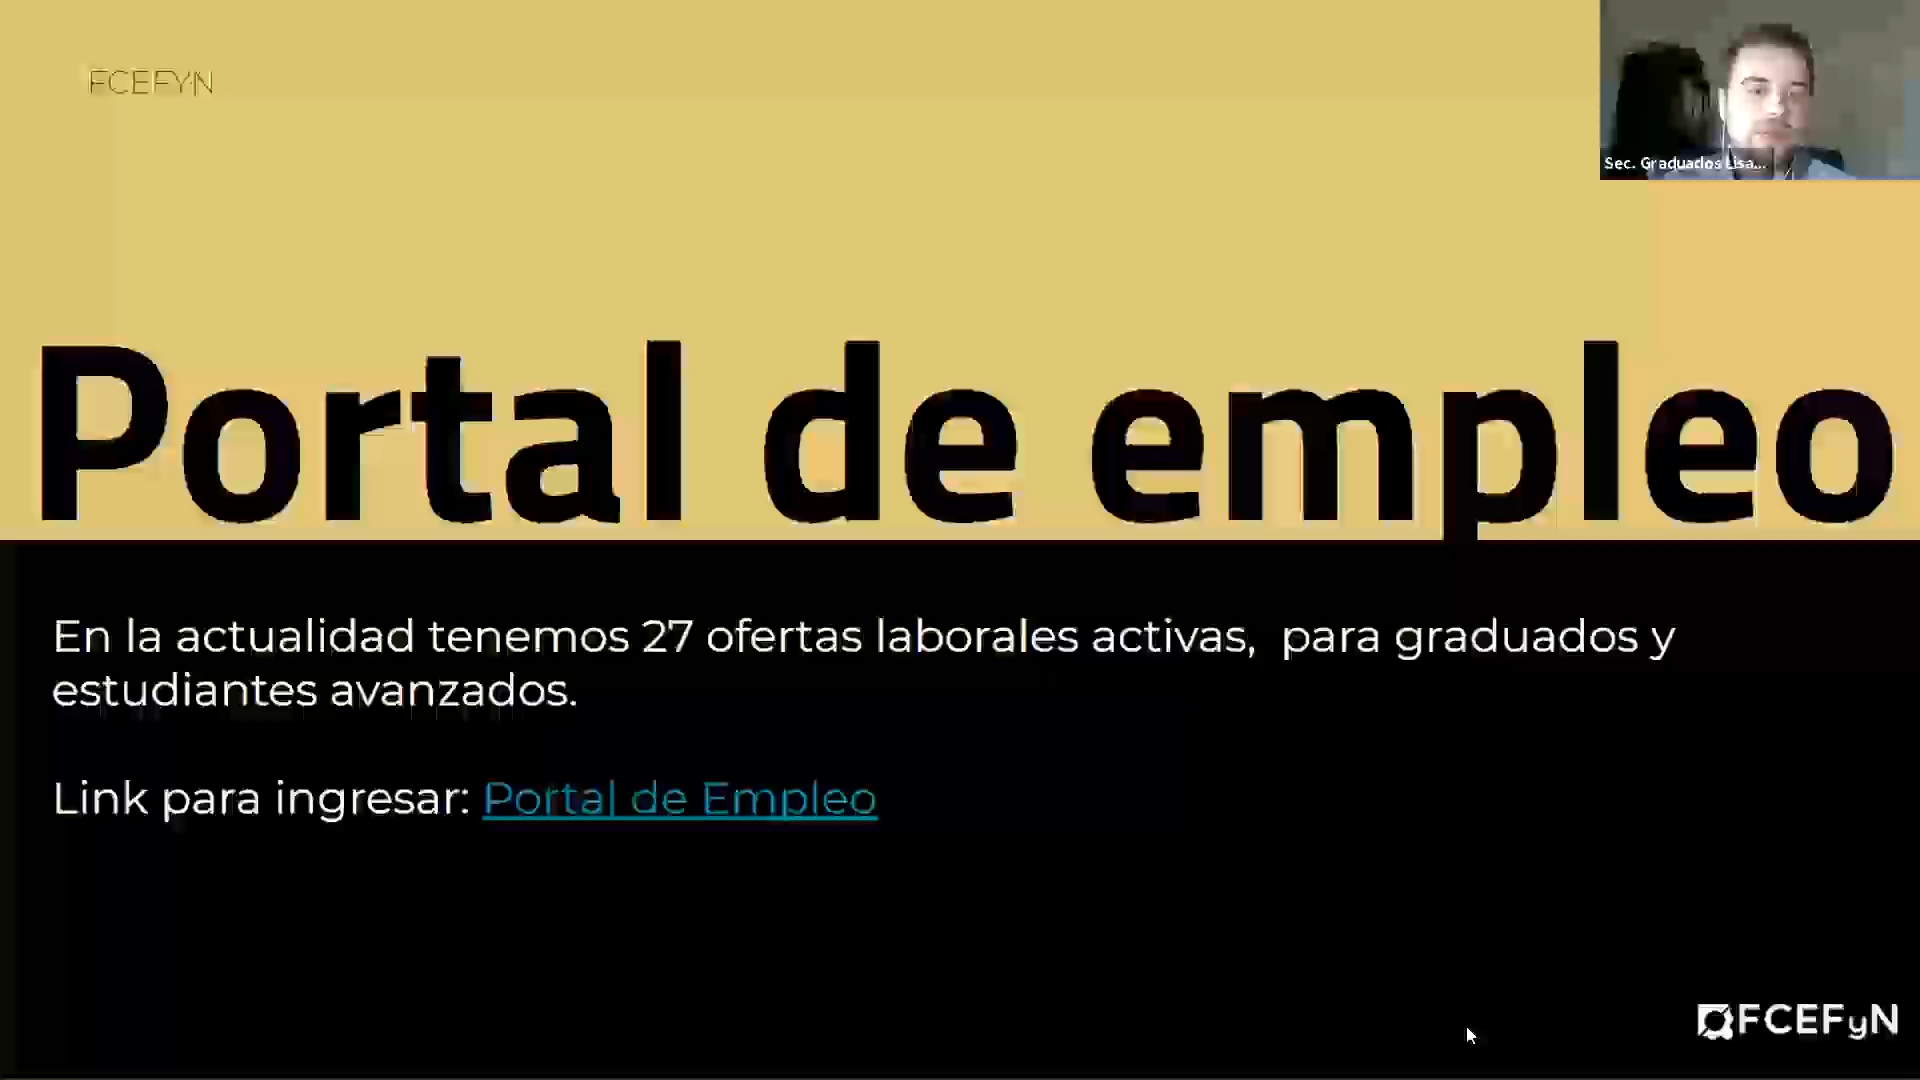 FCEFYN
Sec. Graduados Lisa...
Portal de empleo
En la actualidad tenemos 27 ofertas laborales activas,  para graduados y
estudiantes avanzados.
Link para ingresar: Portal de Empleo
FCEFyN